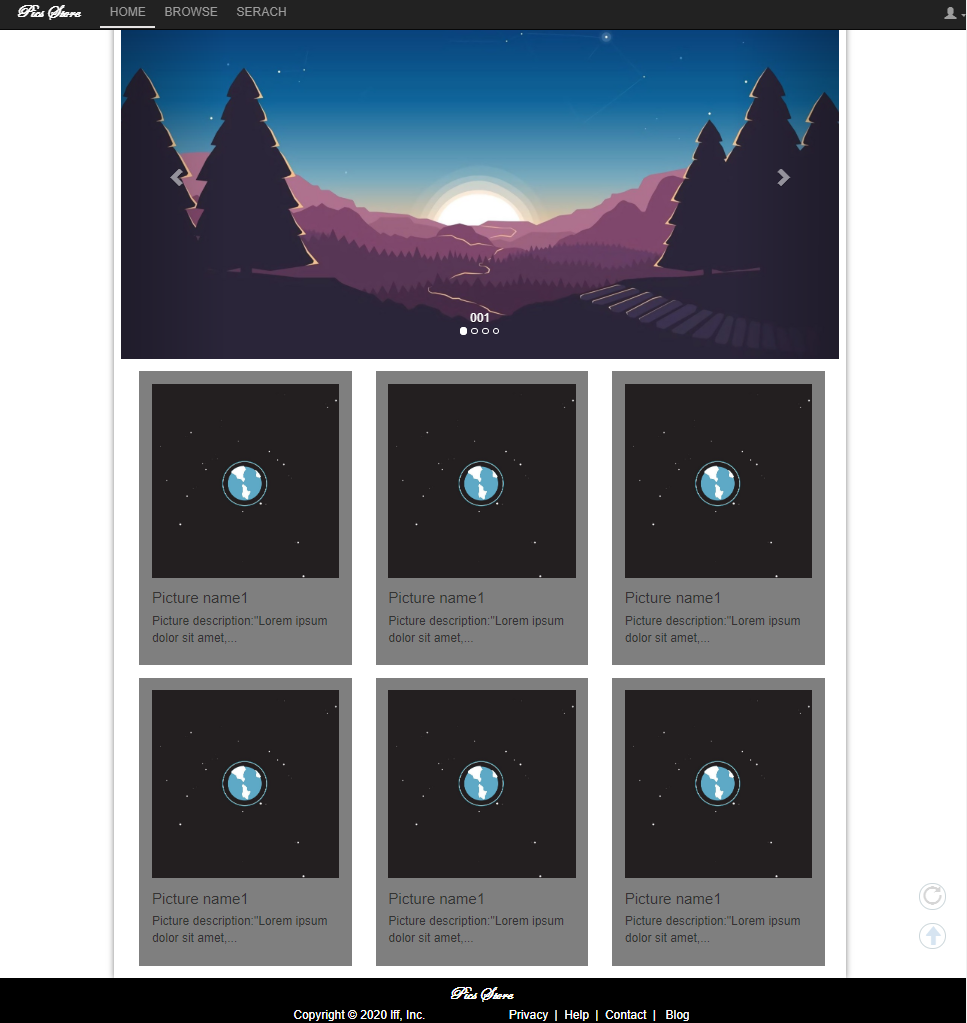 Pics Store HOME BROWSE SERACH
001
Picture name1 Picture name1 Picture name1
Picture description:"Lorem ipsum Picture description:"Lorem ipsum Picture description:"Lorem ipsum
dolor sit amet,... dolor sit amet,... dolor sit amet,...
Picture name1 Picture name1 Picture name1
Picture description:"Lorem ipsum Picture description:"Lorem ipsum Picture description:"Lorem ipsum
dolor sit amet,... dolor sit amet,... dolor sit amet,...
Pics Store
Copyright © 2020 Iff, Inc. Privacy | Help | Contact | Blog